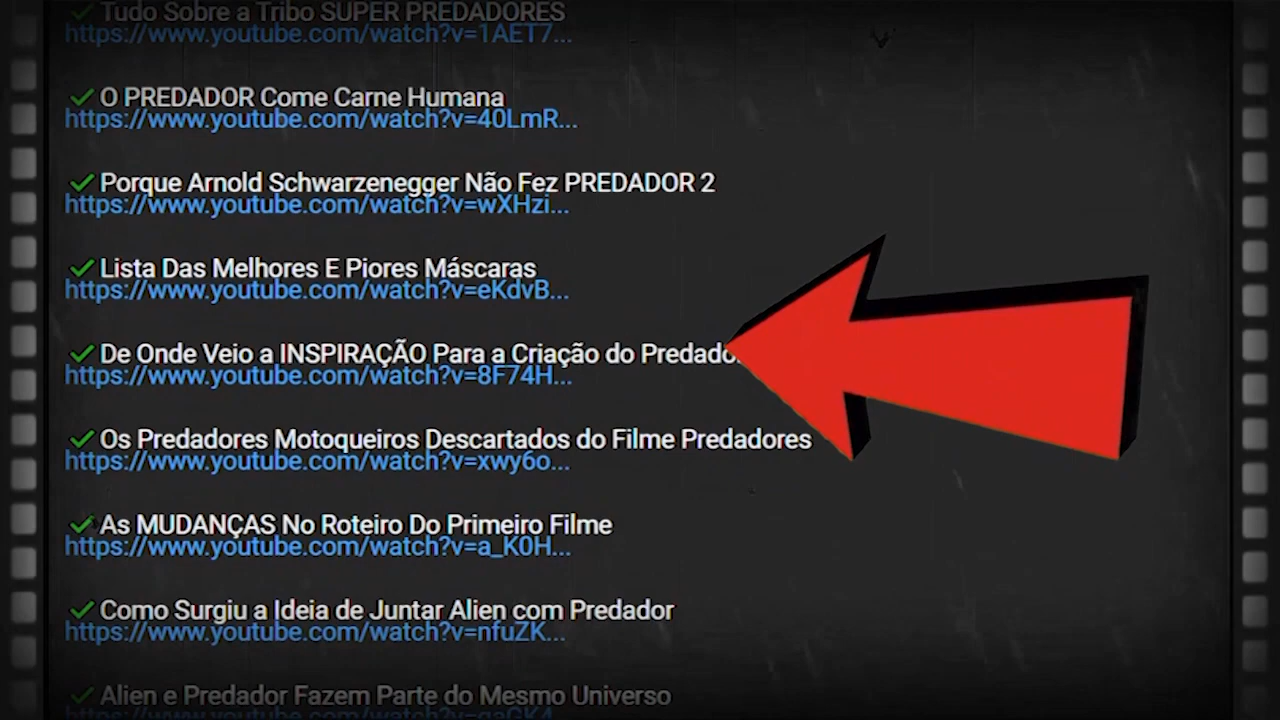 ✓ Tudo Sobre a Tribo SUPER PREDADORES
https://www.youtube.com/watch?v=1AET7...
✓ O PREDADOR Come Carne Humana
https://www.youtube.com/watch?v=40LmR...
✓ Porque Arnold Schwarzenegger Não Fez PREDADOR 2
https://www.youtube.com/watch?v=wXHzi...
✓ Lista Das Melhores E Piores Máscaras
https://www.youtube.com/watch?v=eKdvB...
✓ De Onde Veio a INSPIRAÇÃO Para a Criação do Predado
https://www.youtube.com/watch?v=8F74H...
✓ Os Predadores Motoqueiros Descartados do Filme Predadores
https://www.youtube.com/watch?v=xwy6o...
✓ As MUDANÇAS No Roteiro Do Primeiro Filme
https://www.youtube.com/watch?v=a_K0H...
✓ Como Surgiu a Ideia de Juntar Alien com Predador
https://www.youtube.com/watch?v=nfuZK...
✓ Alien e Predador Fazem Parte do Mesmo Universo